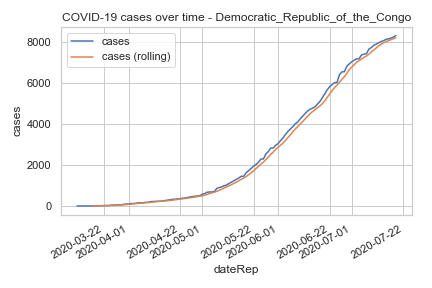 COVID-19 cases over time - Democratic_Republic_of_the_Congo
cases
cases (rolling)
8000
6000
4000
2000
0
cases
2020-03-22
2020-04-01
2020-04-22
2020-05-01
2020-05-22
2020-06-01
2020-06-22
2020-07-01
2020-07-22
dateRep